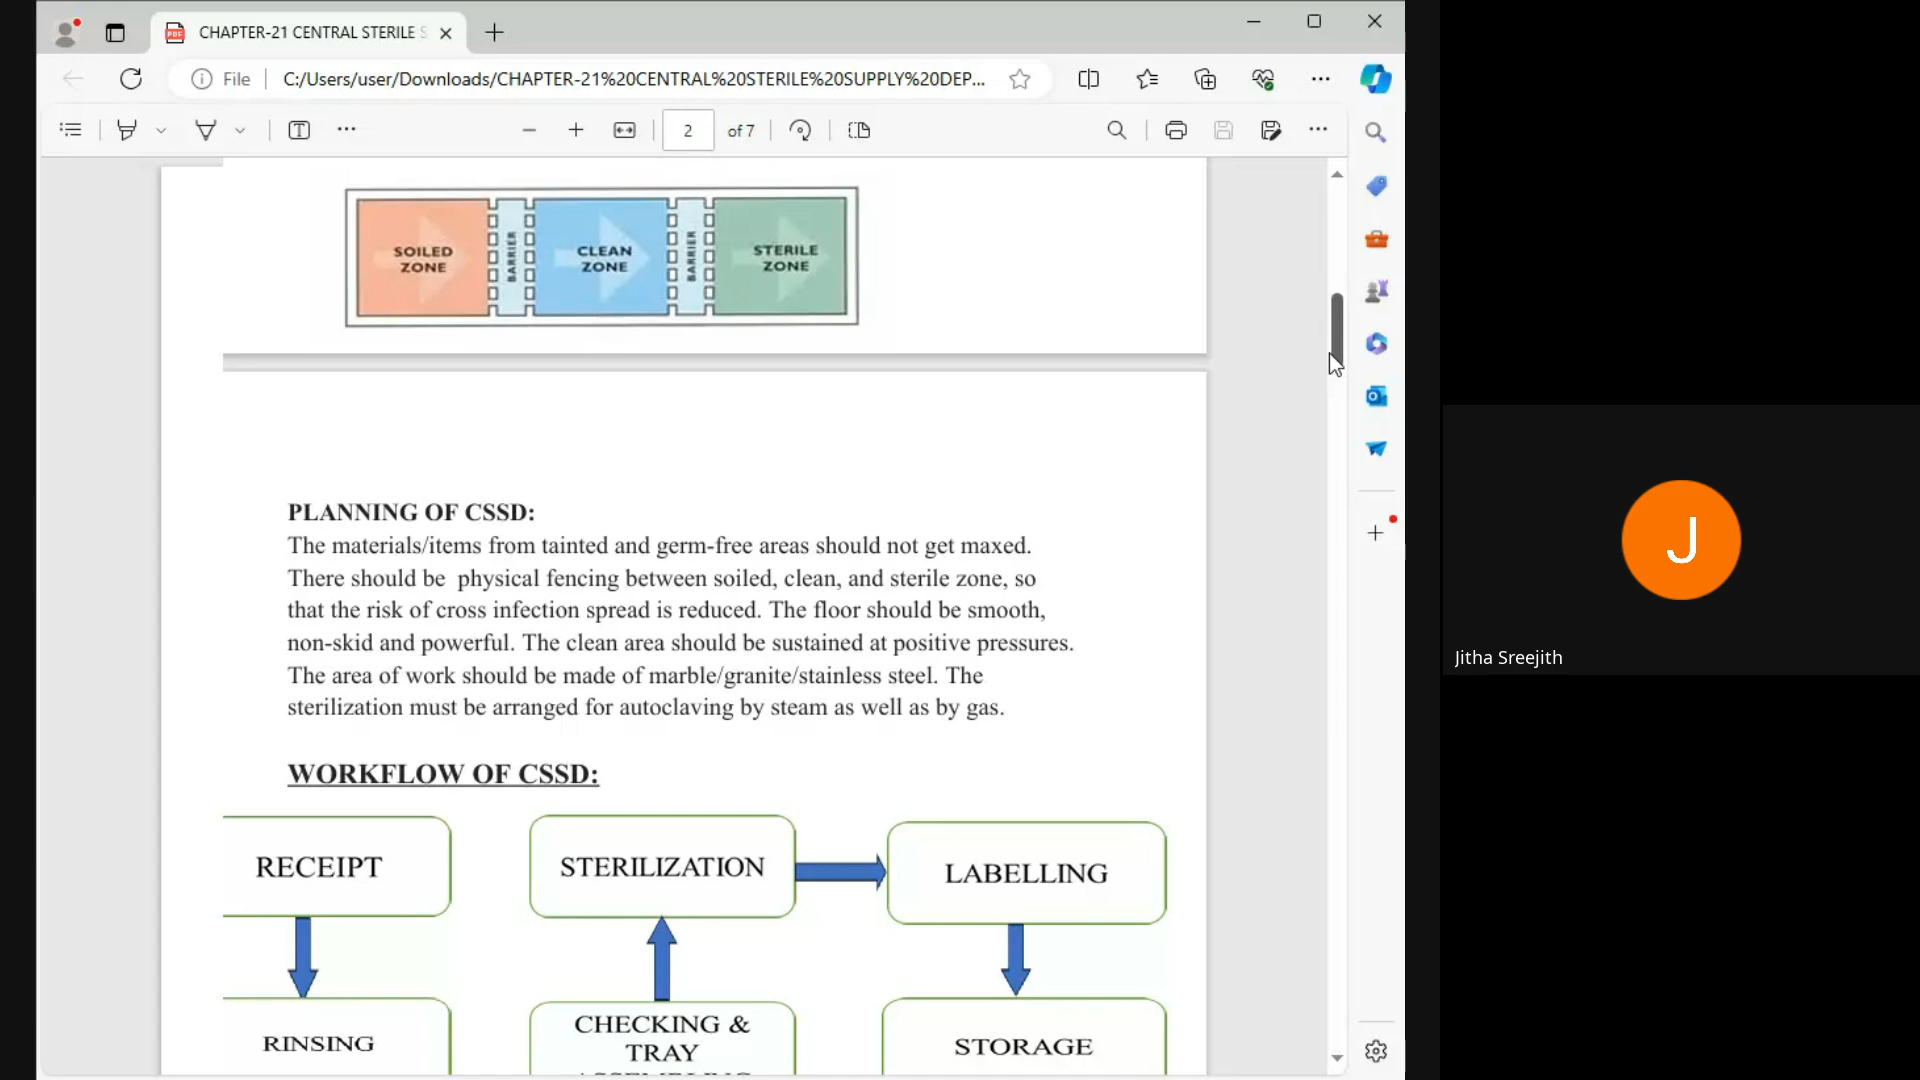 CHAPTER-21 CENTRAL STERILE S
File
C:/Users/user/Downloads/CHAPTER-21%20CENTRAL%20STERILE%20SUPPLY%20DEP...
2 of 7
SOILED
ZONE
BARRIER
CLEAN
ZONE
BARRIER
STERILE
ZONE
PLANNING OF CSSD:
The materials/items from tainted and germ-free areas should not get maxed.
There should be physical fencing between soiled, clean, and sterile zone, so
that the risk of cross infection spread is reduced. The floor should be smooth,
non-skid and powerful. The clean area should be sustained at positive pressures.
The area of work should be made of marble/granite/stainless steel. The
sterilization must be arranged for autoclaving by steam as well as by gas.
WORKFLOW OF CSSD:
RECEIPT
STERILIZATION
LABELLING
RINSING
CHECKING &
TRAY
STORAGE
J
Jitha Sreejith